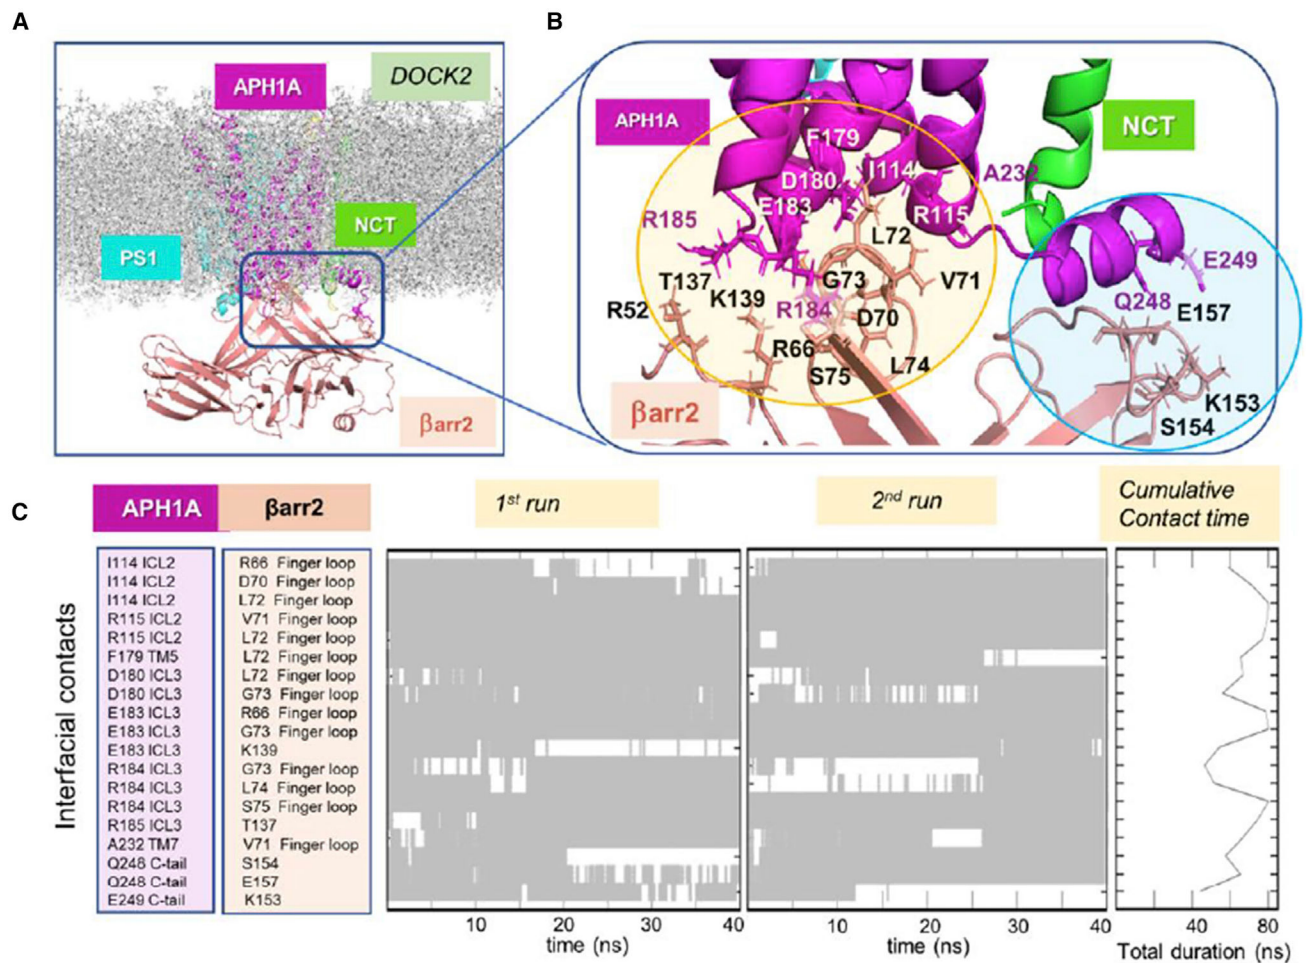 A
B
APH1A
DOCK2
NCT
PS1
βarr2
APH1A
NCT
F179
I114
A232
D180
E183
R115
R185
L72
E249
T137
G73
V71
Q248
R52
K139
R184
D70
E157
R66
L74
S75
K153
S154
βarr2
C
APH1A βarr2 1st run 2nd run Cumulative
Contact time
Interfacial contacts
I114 ICL2 R66 Finger loop
I114 ICL2 D70 Finger loop
I114 ICL2 L72 Finger loop
R115 ICL2 V71 Finger loop
R115 ICL2 L72 Finger loop
F179 TM5 L72 Finger loop
D180 ICL3 L72 Finger loop
D180 ICL3 G73 Finger loop
E183 ICL3 R66 Finger loop
E183 ICL3 G73 Finger loop
E183 ICL3 K139
R184 ICL3 G73 Finger loop
R184 ICL3 L74 Finger loop
R184 ICL3 S75 Finger loop
R185 ICL3 T137
A232 TM7 V71 Finger loop
Q248 C-tail S154
Q248 C-tail E157
E249 C-tail K153
10 20 30 40 10 20 30 40 40 80
time (ns) time (ns) Total duration (ns)